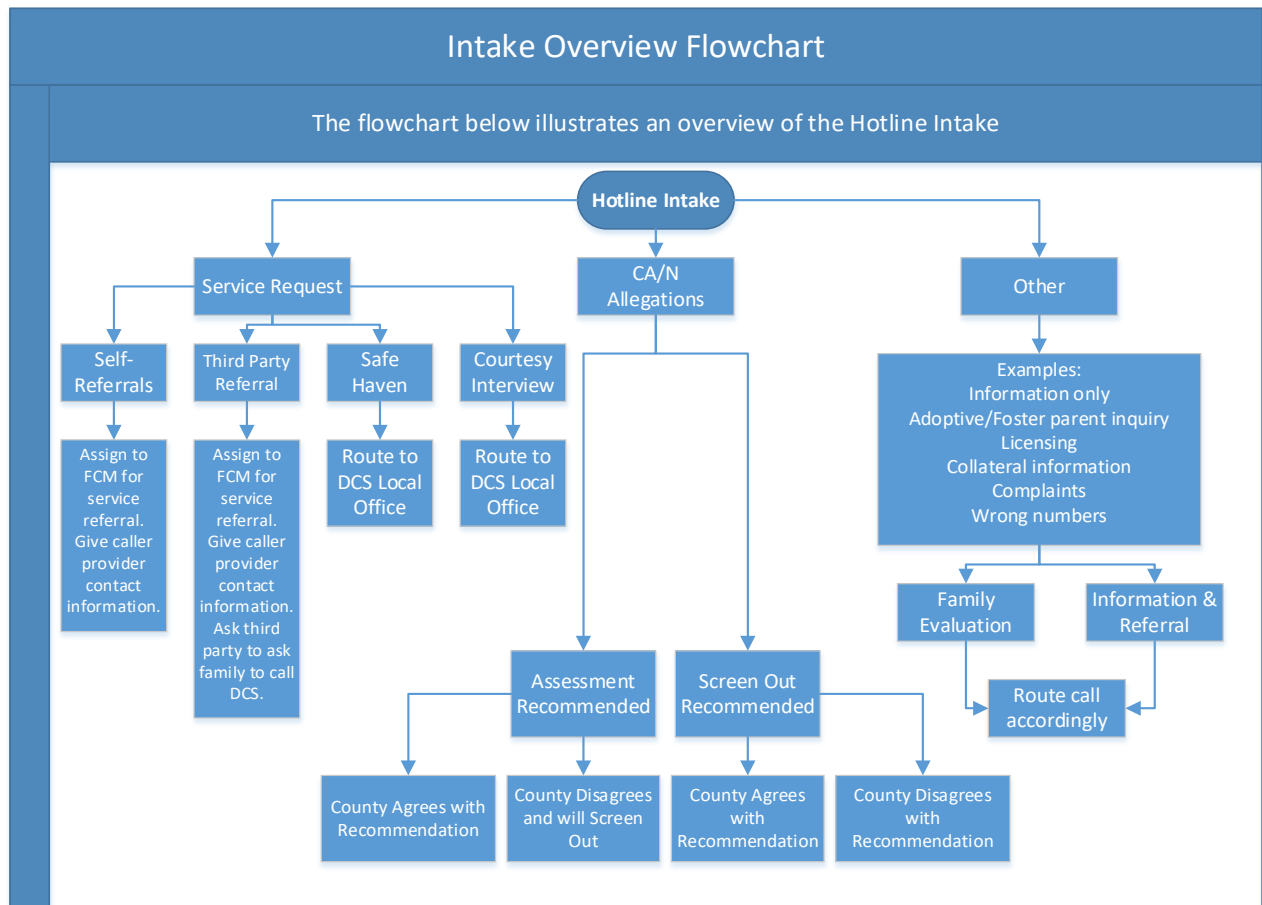 Intake Overview Flowchart
The flowchart below illustrates an overview of the Hotline Intake
Hotline Intake
Service Request
CA/N
Allegations
Other
Self-
Referrals
Third Party
Referral
Safe
Haven
Courtesy
Interview
Examples:
Information only
Adoptive/Foster parent inquiry
Licensing
Collateral information
Complaints
Wrong numbers
Assign to
FCM for
service
referral.
Give caller
provider
contact
information.
Assign to
FCM for
service
referral.
Give caller
provider
contact
information.
Ask third
party to ask
family to call
DCS.
Route to
DCS Local
Office
Route to
DCS Local
Office
Family
Evaluation
Information &
Referral
Assessment
Recommended
Screen Out
Recommended
Route call
accordingly
County Agrees with
Recommendation
County Disagrees
and will Screen
Out
County Agrees
with
Recommendation
County Disagrees
with
Recommendation